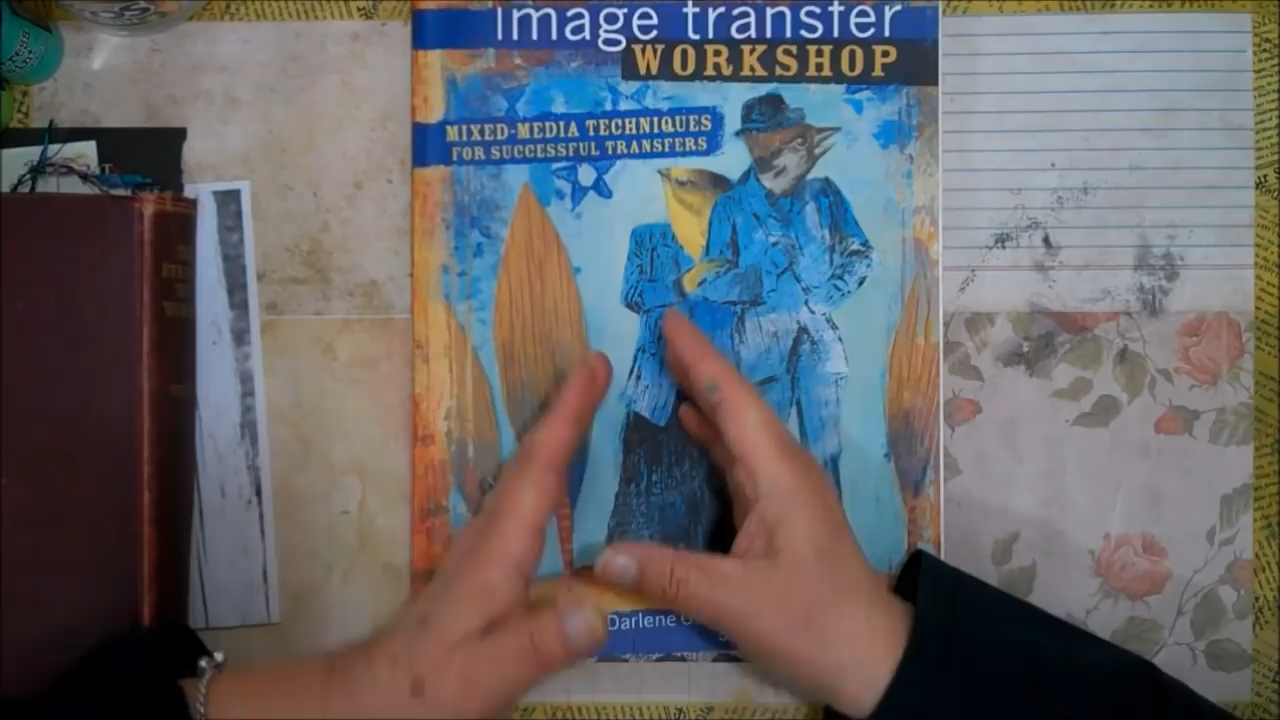 image transfer
WORKSHOP
MIXED-MEDIA TECHNIQUES
FOR SUCCESSFUL TRANSFERS
Darlene